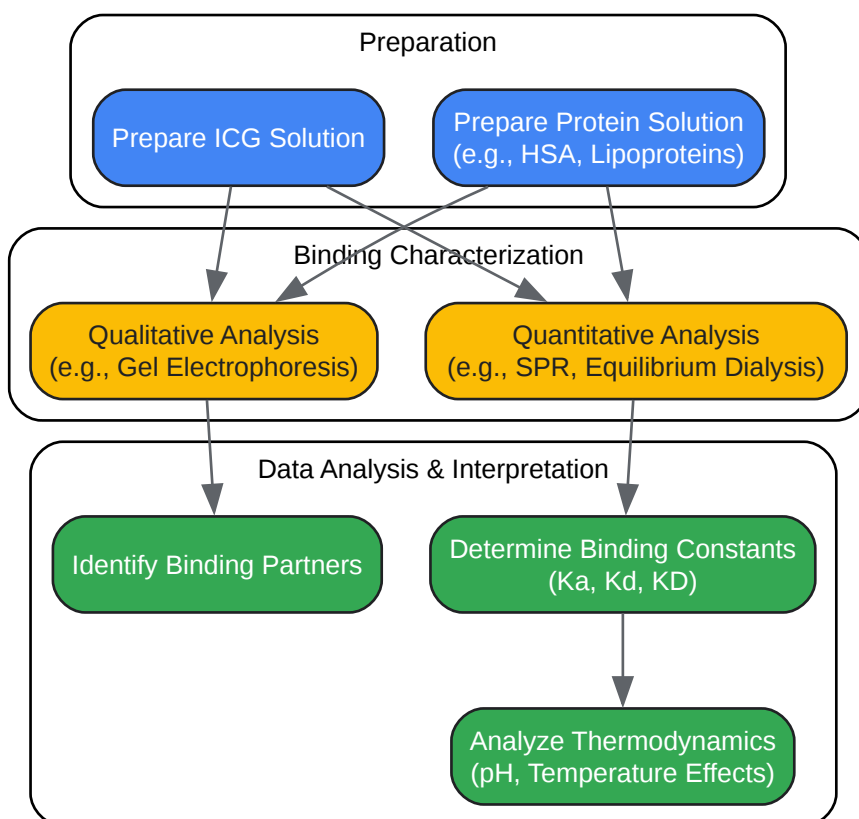 Preparation
Prepare ICG Solution
Prepare Protein Solution
(e.g., HSA, Lipoproteins)
Binding Characterization
Qualitative Analysis
(e.g., Gel Electrophoresis)
Quantitative Analysis
(e.g., SPR, Equilibrium Dialysis)
Data Analysis & Interpretation
Identify Binding Partners
Determine Binding Constants
(Ka, Kd, KD)
Analyze Thermodynamics
(pH, Temperature Effects)